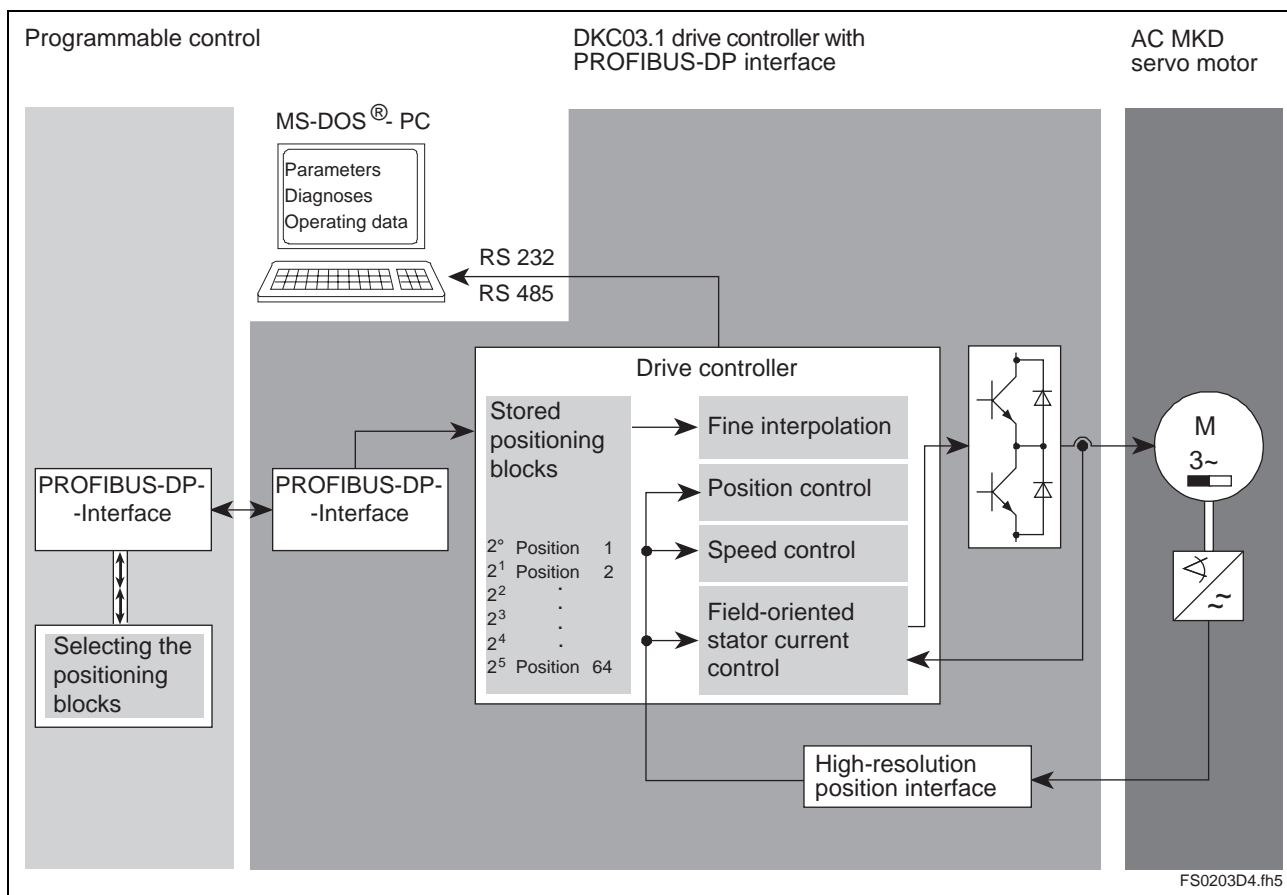 Programmable control
DKC03.1 drive controller with
PROFIBUS-DP interface
AC MKD
servo motor
MS-DOS ®- PC
Parameters
Diagnoses
Operating data
RS 232
RS 485
Drive controller
Stored
positioning
blocks
2° Position 1
2¹ Position 2
2² .
2³ .
2⁴ .
2⁵ Position 64
Fine interpolation
Position control
Speed control
Field-oriented
stator current
control
PROFIBUS-DP-
-Interface
PROFIBUS-DP-
-Interface
Selecting the
positioning
blocks
M
3~
High-resolution
position interface
FS0203D4.fh5